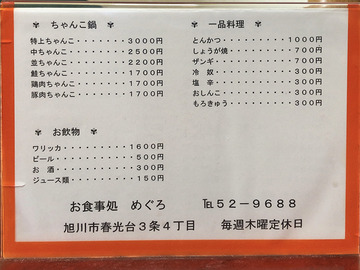 ✾ ちゃんこ鍋 ✾
特上ちゃんこ・・・・・・・・3000円
中ちゃんこ・・・・・・・・・2500円
並ちゃんこ・・・・・・・・・2200円
鮭ちゃんこ・・・・・・・・・1700円
鶏肉ちゃんこ・・・・・・・・1700円
豚肉ちゃんこ・・・・・・・・1700円
✾ お飲物 ✾
ワリッカ・・・・・・・・・・1600円
ビール・・・・・・・・・・・500円
お酒・・・・・・・・・・・・300円
ジュース類・・・・・・・・・150円
✾ 一品料理 ✾
とんかつ・・・・・・・・・・1000円
しょうが焼・・・・・・・・・700円
ザンギ・・・・・・・・・・・700円
冷奴・・・・・・・・・・・・300円
塩辛・・・・・・・・・・・・300円
おしんこ・・・・・・・・・・300円
もろきゅう・・・・・・・・・300円
お食事処 めぐろ ℡52-9688
旭川市春光台3条4丁目 毎週木曜定休日